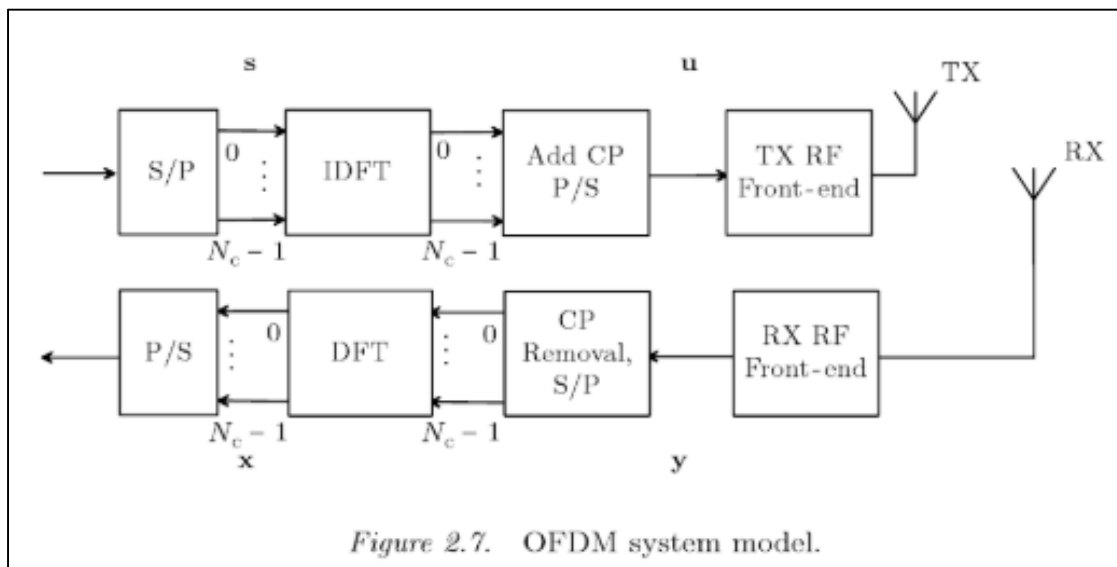 s
u
TX
RX
S/P
0
⋮
N_c – 1
IDFT
0
⋮
N_c – 1
Add CP
P/S
TX RF
Front-end
P/S
0
⋮
N_c – 1
DFT
0
⋮
N_c – 1
CP
Removal,
S/P
RX RF
Front-end
x
y
Figure 2.7. OFDM system model.